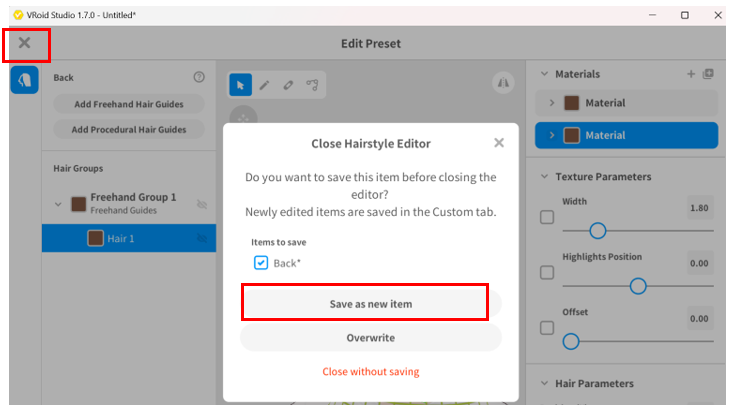 VRoid Studio 1.7.0 - Untitled*
Edit Preset
Back
Add Freehand Hair Guides
Add Procedural Hair Guides
Hair Groups
Freehand Group 1
Freehand Guides
Hair 1
Close Hairstyle Editor
Do you want to save this item before closing the
editor?
Newly edited items are saved in the Custom tab.
Items to save
Back*
Save as new item
Overwrite
Close without saving
Materials
Material
Material
Texture Parameters
Width
1.80
Highlights Position
0.00
Offset
0.00
Hair Parameters